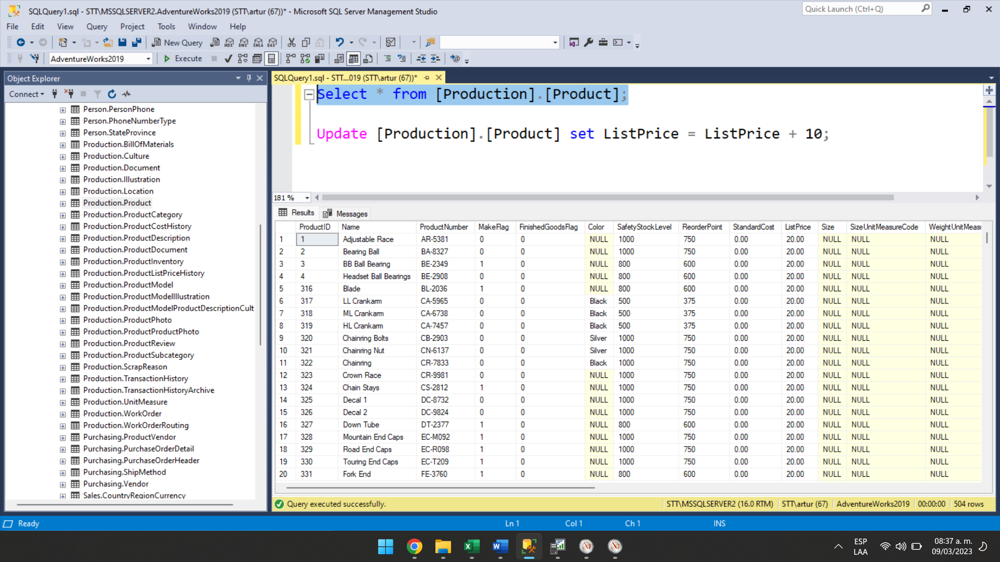 SQLQuery1.sql - STT\MSSQLSERVER2.AdventureWorks2019 (STT\artur (67))* - Microsoft SQL Server Management Studio
Quick Launch (Ctrl+Q)
File Edit View Query Project Tools Window Help
New Query MDX DMX XMLA DAX
AdventureWorks2019 Execute
Object Explorer
Connect
Person.PersonPhone
Person.PhoneNumberType
Person.StateProvince
Production.BillOfMaterials
Production.Culture
Production.Document
Production.Illustration
Production.Location
Production.Product
Production.ProductCategory
Production.ProductCostHistory
Production.ProductDescription
Production.ProductDocument
Production.ProductInventory
Production.ProductListPriceHistory
Production.ProductModel
Production.ProductModelIllustration
Production.ProductModelProductDescriptionCult
Production.ProductPhoto
Production.ProductProductPhoto
Production.ProductReview
Production.ProductSubcategory
Production.ScrapReason
Production.TransactionHistory
Production.TransactionHistoryArchive
Production.UnitMeasure
Production.WorkOrder
Production.WorkOrderRouting
Purchasing.ProductVendor
Purchasing.PurchaseOrderDetail
Purchasing.PurchaseOrderHeader
Purchasing.ShipMethod
Purchasing.Vendor
Sales.CountryRegionCurrency
SQLQuery1.sql - STT...019 (STT\artur (67))*
Select * from [Production].[Product];
Update [Production].[Product] set ListPrice = ListPrice + 10;
181 %
Results Messages
ProductID Name ProductNumber MakeFlag FinishedGoodsFlag Color SafetyStockLevel ReorderPoint StandardCost ListPrice Size SizeUnitMeasureCode WeightUnitMeasu
1 1 Adjustable Race AR-5381 0 0 NULL 1000 750 0.00 20.00 NULL NULL NULL
2 2 Bearing Ball BA-8327 0 0 NULL 1000 750 0.00 20.00 NULL NULL NULL
3 3 BB Ball Bearing BE-2349 1 0 NULL 800 600 0.00 20.00 NULL NULL NULL
4 4 Headset Ball Bearings BE-2908 0 0 NULL 800 600 0.00 20.00 NULL NULL NULL
5 316 Blade BL-2036 1 0 NULL 800 600 0.00 20.00 NULL NULL NULL
6 317 LL Crankarm CA-5965 0 0 Black 500 375 0.00 20.00 NULL NULL NULL
7 318 ML Crankarm CA-6738 0 0 Black 500 375 0.00 20.00 NULL NULL NULL
8 319 HL Crankarm CA-7457 0 0 Black 500 375 0.00 20.00 NULL NULL NULL
9 320 Chainring Bolts CB-2903 0 0 Silver 1000 750 0.00 20.00 NULL NULL NULL
10 321 Chainring Nut CN-6137 0 0 Silver 1000 750 0.00 20.00 NULL NULL NULL
11 322 Chainring CR-7833 0 0 Black 1000 750 0.00 20.00 NULL NULL NULL
12 323 Crown Race CR-9981 0 0 NULL 1000 750 0.00 20.00 NULL NULL NULL
13 324 Chain Stays CS-2812 1 0 NULL 1000 750 0.00 20.00 NULL NULL NULL
14 325 Decal 1 DC-8732 0 0 NULL 1000 750 0.00 20.00 NULL NULL NULL
15 326 Decal 2 DC-9824 0 0 NULL 1000 750 0.00 20.00 NULL NULL NULL
16 327 Down Tube DT-2377 1 0 NULL 800 600 0.00 20.00 NULL NULL NULL
17 328 Mountain End Caps EC-M092 1 0 NULL 1000 750 0.00 20.00 NULL NULL NULL
18 329 Road End Caps EC-R098 1 0 NULL 1000 750 0.00 20.00 NULL NULL NULL
19 330 Touring End Caps EC-T209 1 0 NULL 1000 750 0.00 20.00 NULL NULL NULL
20 331 Fork End FE-3760 1 0 NULL 800 600 0.00 20.00 NULL NULL NULL
Query executed successfully. STT\MSSQLSERVER2 (16.0 RTM) STT\artur (67) AdventureWorks2019 00:00:00 504 rows
Ready Ln 1 Col 1 Ch 1 INS
ESP
LAA
08:37 a. m.
09/03/2023